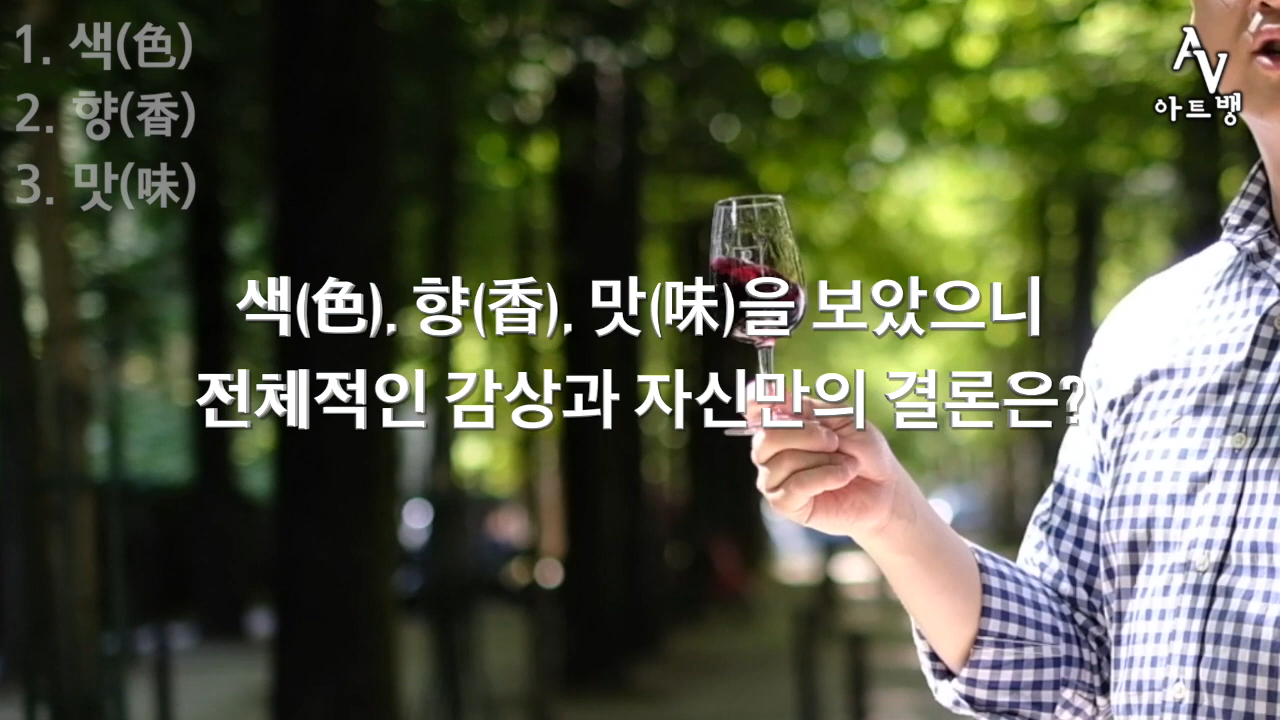 1. 색(色)
2. 향(香)
3. 맛(味)
AV
아트뱅
색(色), 향(香), 맛(味)을 보았으니
전체적인 감상과 자신만의 결론은?